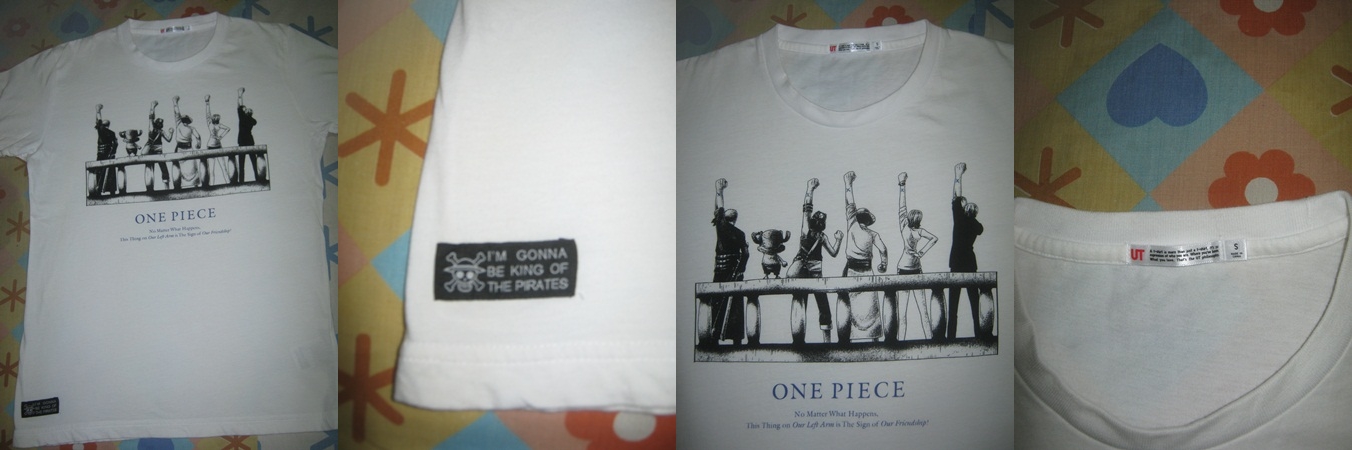 UT
ONE PIECE
No Matter What Happens,
This Thing on Our Left Arm is The Sign of Our Friendship!
I'M GONNA
BE KING OF
THE PIRATES
UT
ONE PIECE
No Matter What Happens,
This Thing on Our Left Arm is The Sign of Our Friendship!
UT
S